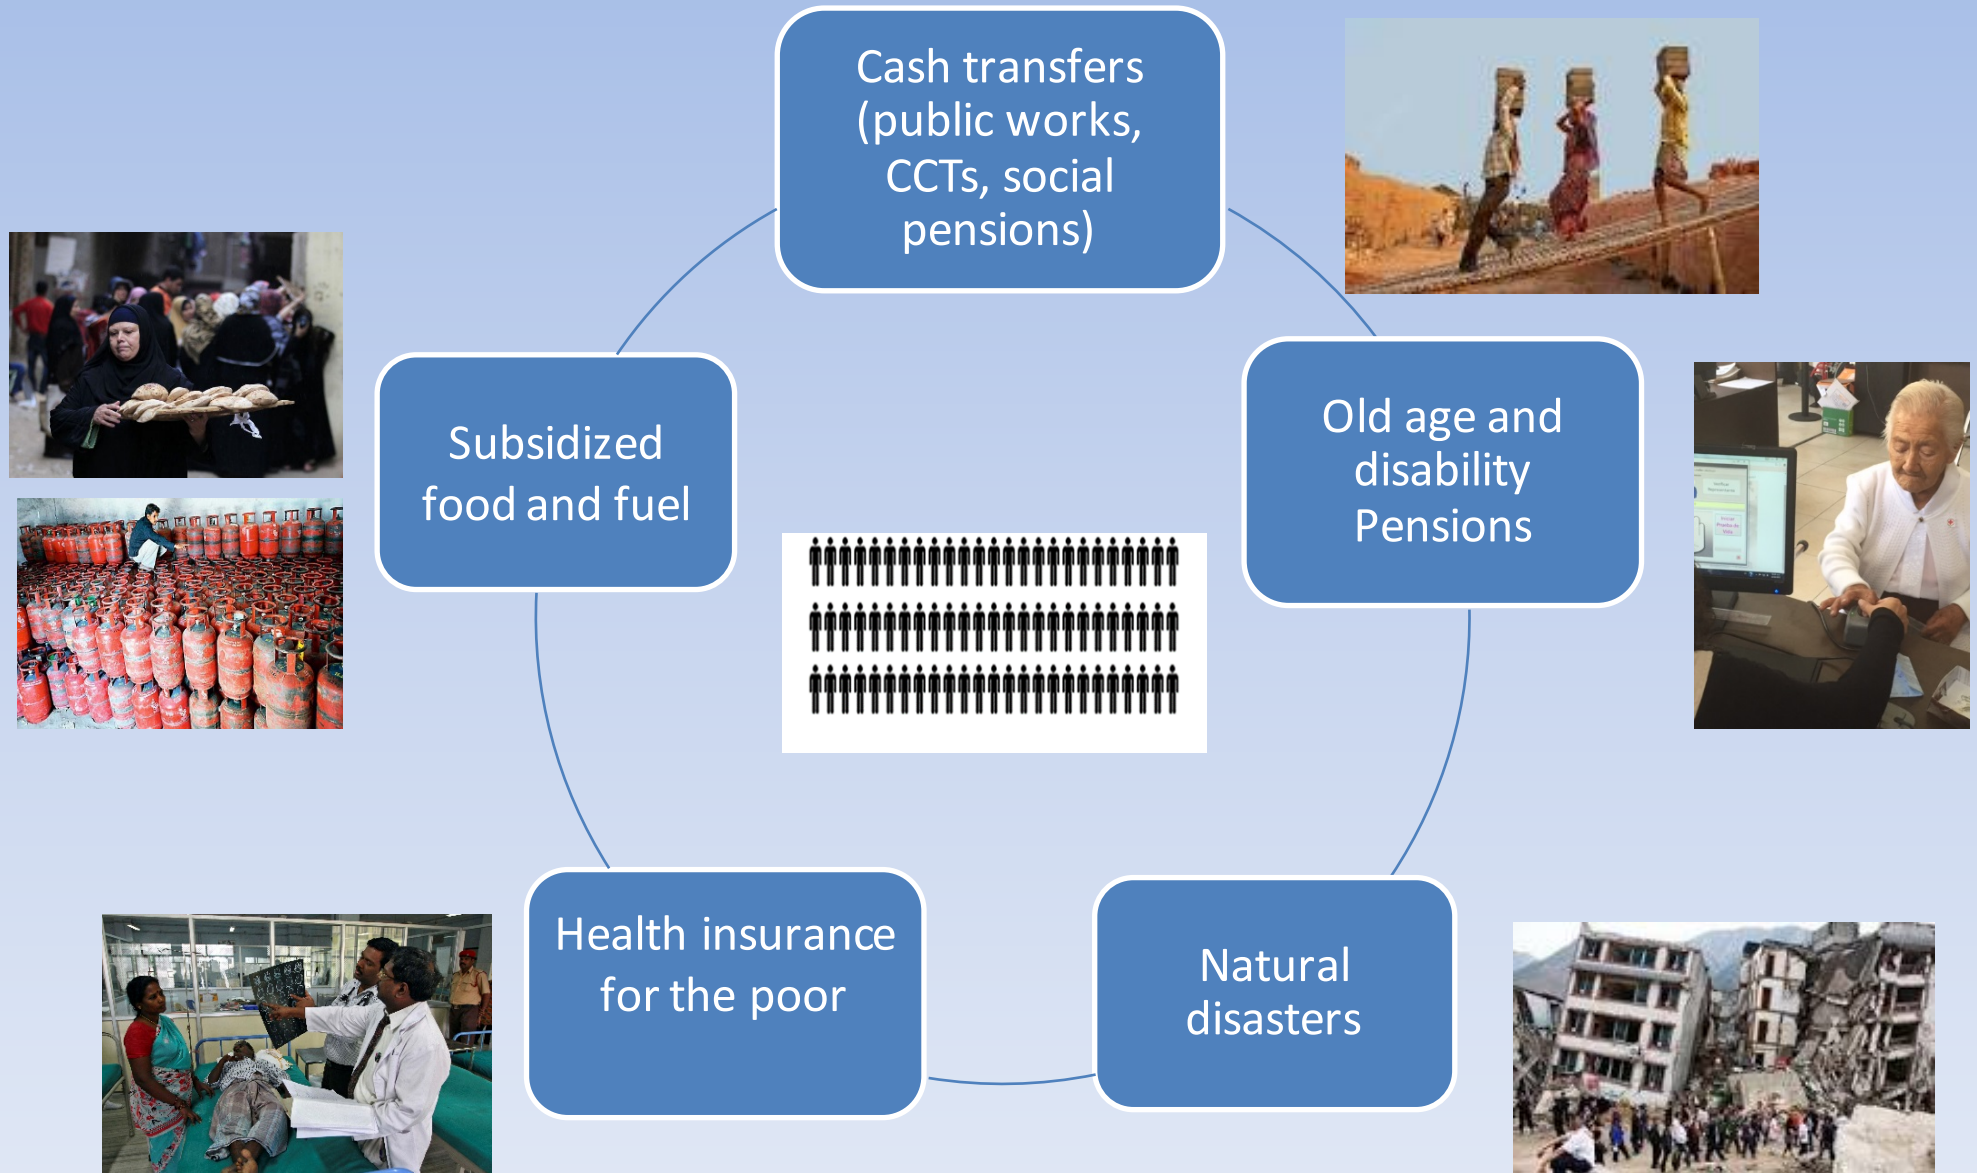 Cash transfers
(public works,
CCTs, social
pensions)
Subsidized
food and fuel
Old age and
disability
Pensions
Health insurance
for the poor
Natural
disasters